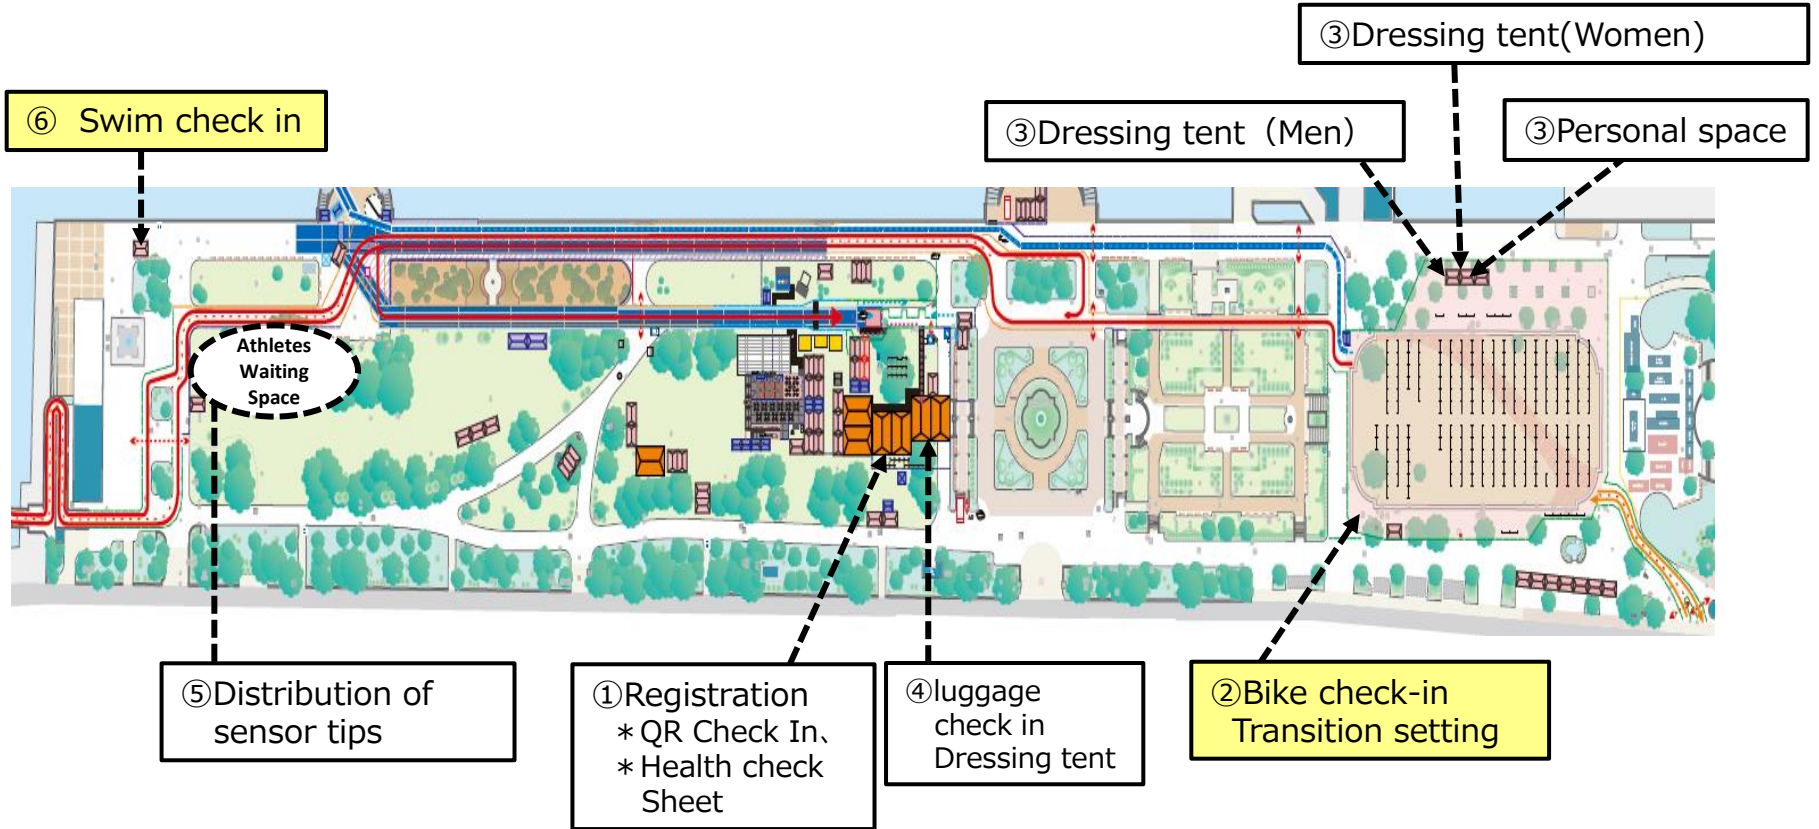 ③Dressing tent(Women)
③Dressing tent（Men）
③Personal space
⑥ Swim check in
Athletes
Waiting
Space
⑤Distribution of
sensor tips
①Registration
＊QR Check In、
＊Health check
Sheet
④luggage
check in
Dressing tent
②Bike check-in
Transition setting